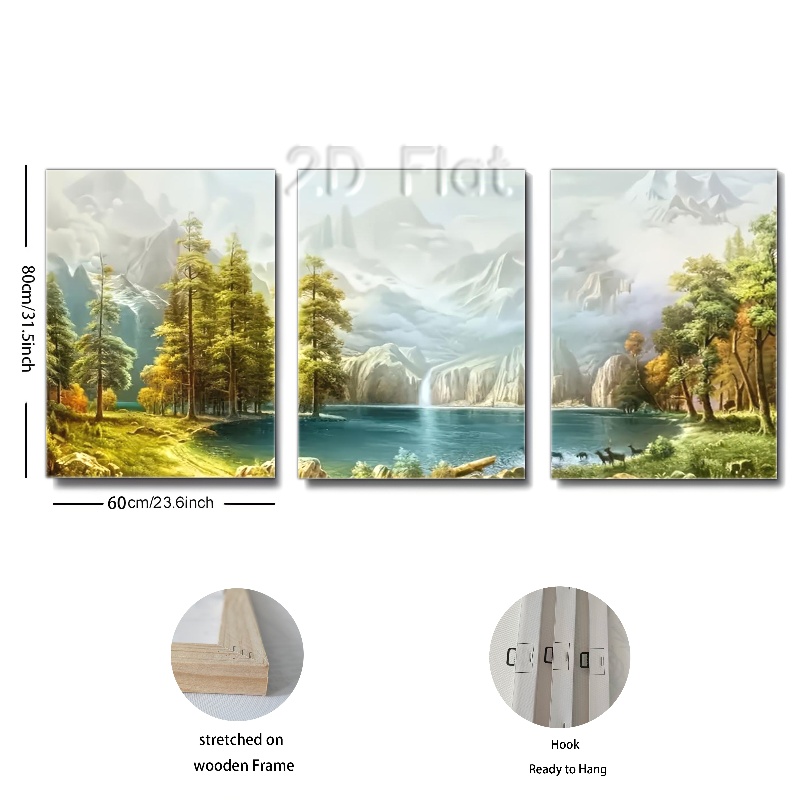 2D Flat
80cm/31.5inch
60cm/23.6inch
stretched on
wooden Frame
Hook
Ready to Hang